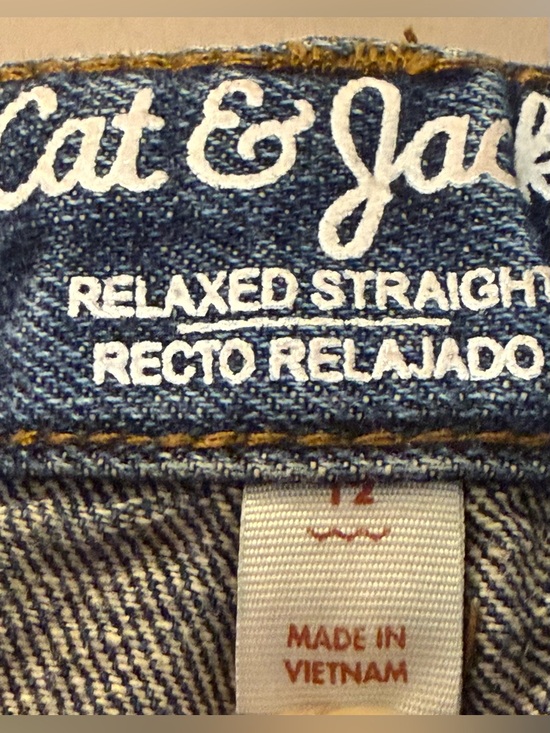 Cat & Jack
RELAXED STRAIGHT
RECTO RELAJADO
12
MADE IN
VIETNAM